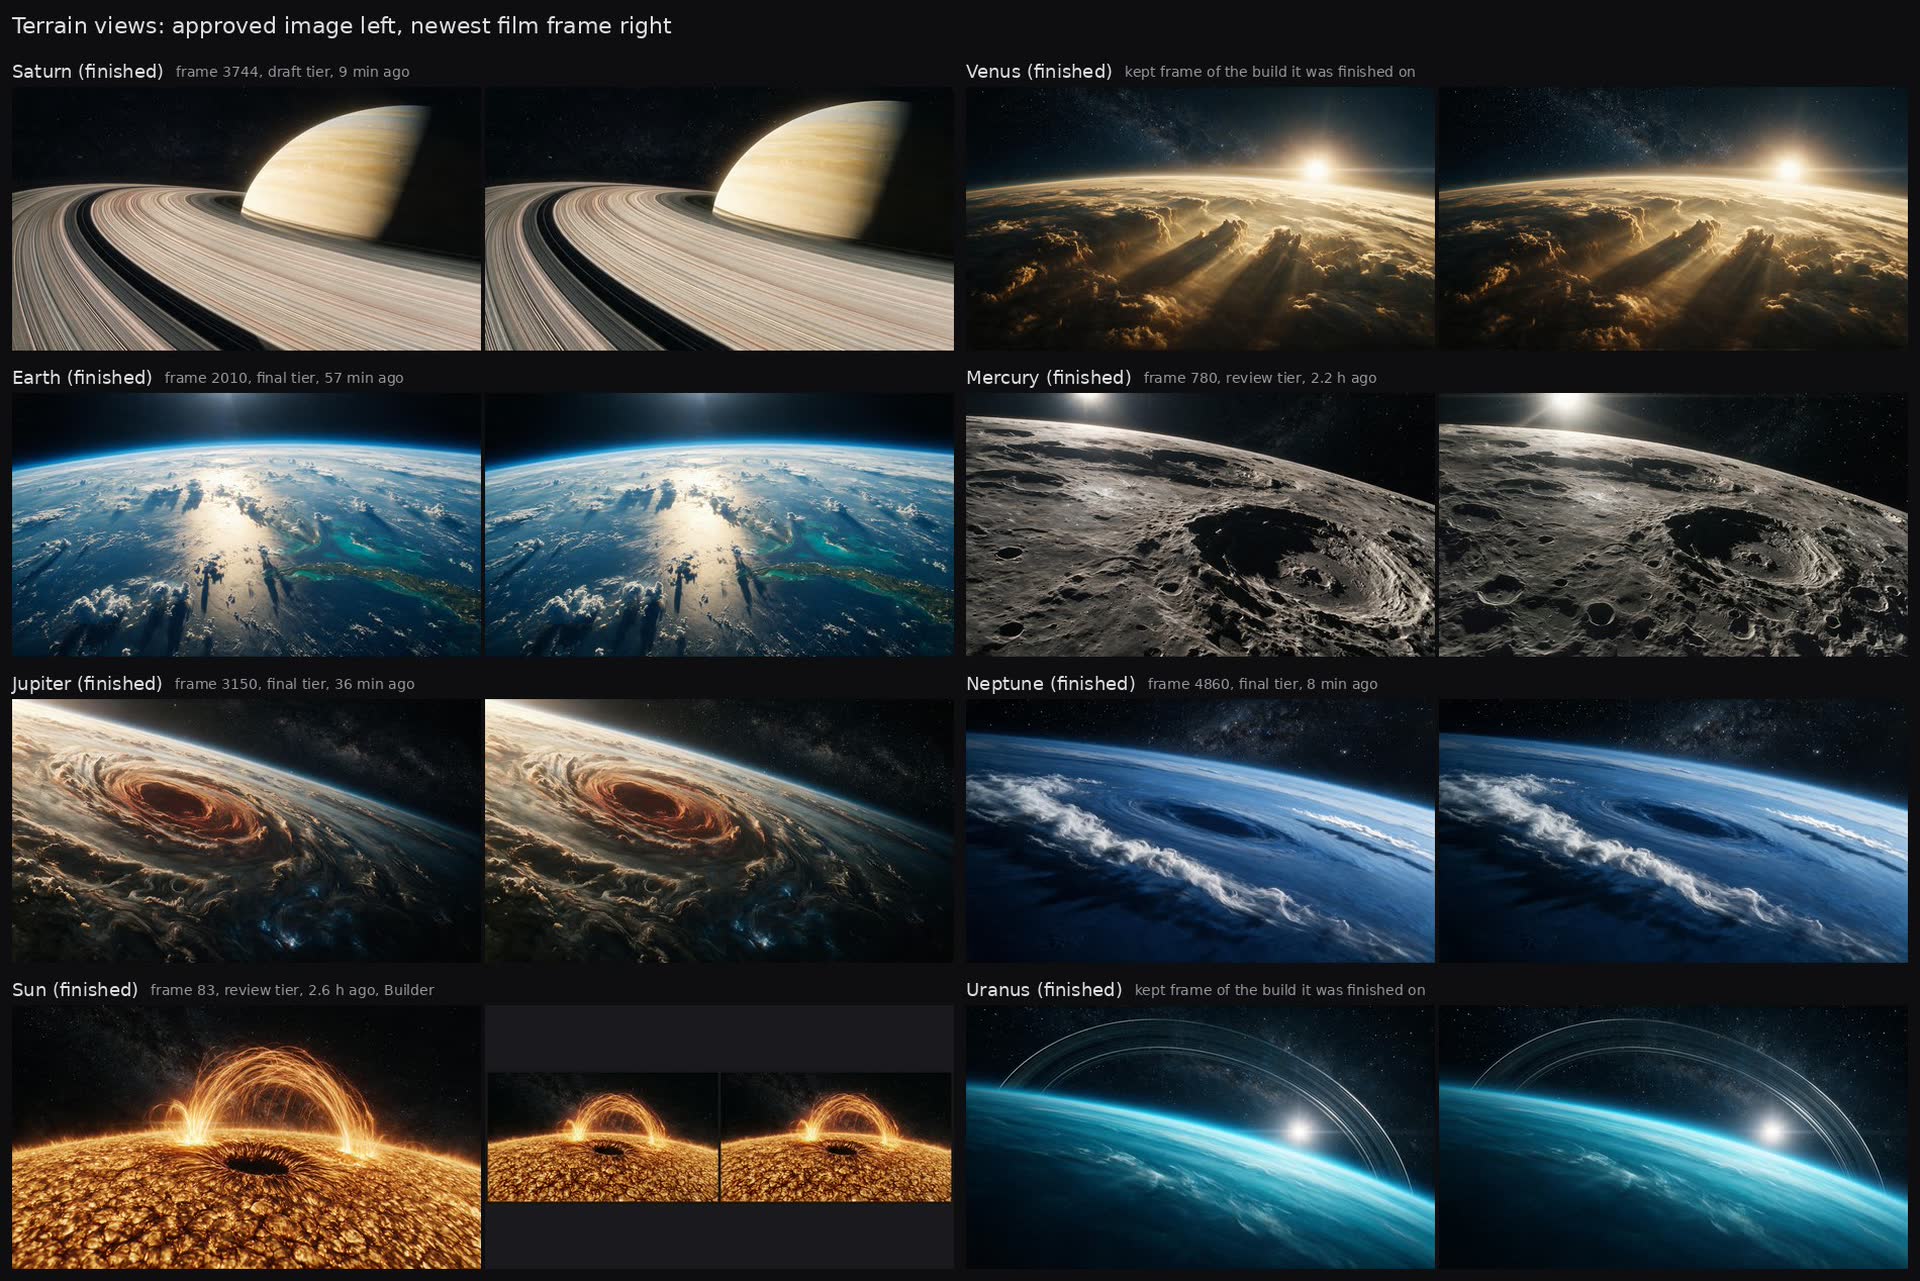 Terrain views: approved image left, newest film frame right
Saturn (finished) frame 3744, draft tier, 9 min ago
Venus (finished) kept frame of the build it was finished on
Earth (finished) frame 2010, final tier, 57 min ago
Mercury (finished) frame 780, review tier, 2.2 h ago
Jupiter (finished) frame 3150, final tier, 36 min ago
Neptune (finished) frame 4860, final tier, 8 min ago
Sun (finished) frame 83, review tier, 2.6 h ago, Builder
Uranus (finished) kept frame of the build it was finished on